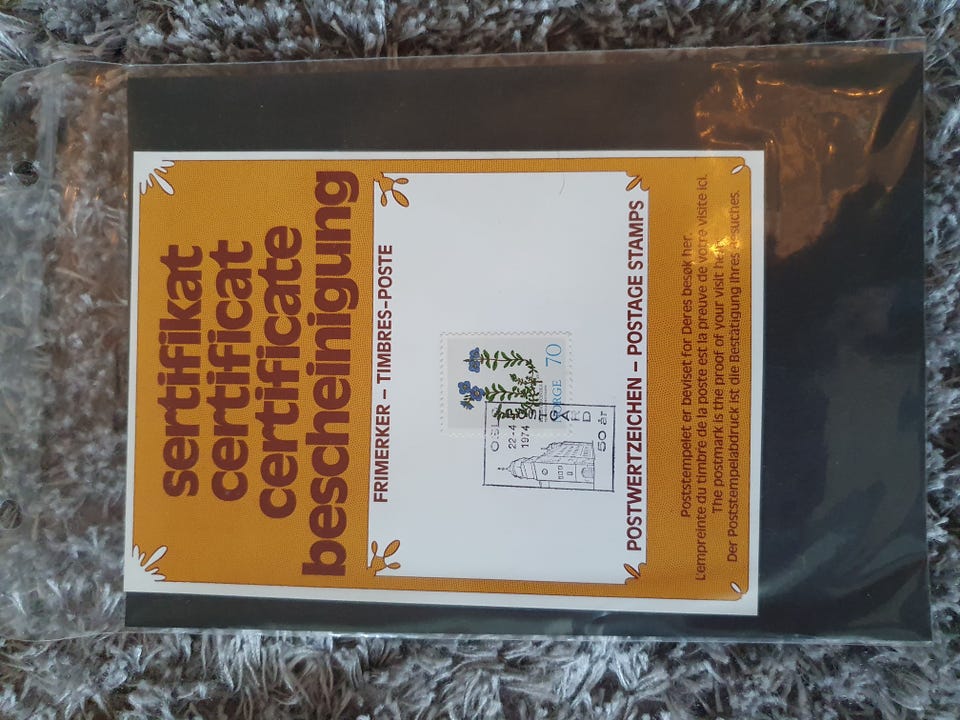 sertifikat
certificat
certificate
bescheinigung
FRIMERKER – TIMBRES-POSTE
NORGE 70
OSLO
22-4
1974
S
T
G
A
R
D
50 år
POSTWERTZEICHEN – POSTAGE STAMPS
Poststempelet er beviset for Deres besøk her.
L'empreinte du timbre de la poste est la preuve de votre visite ici.
The postmark is the proof of your visit here.
Der Poststempelabdruck ist die Bestätigung Ihres Besuches.